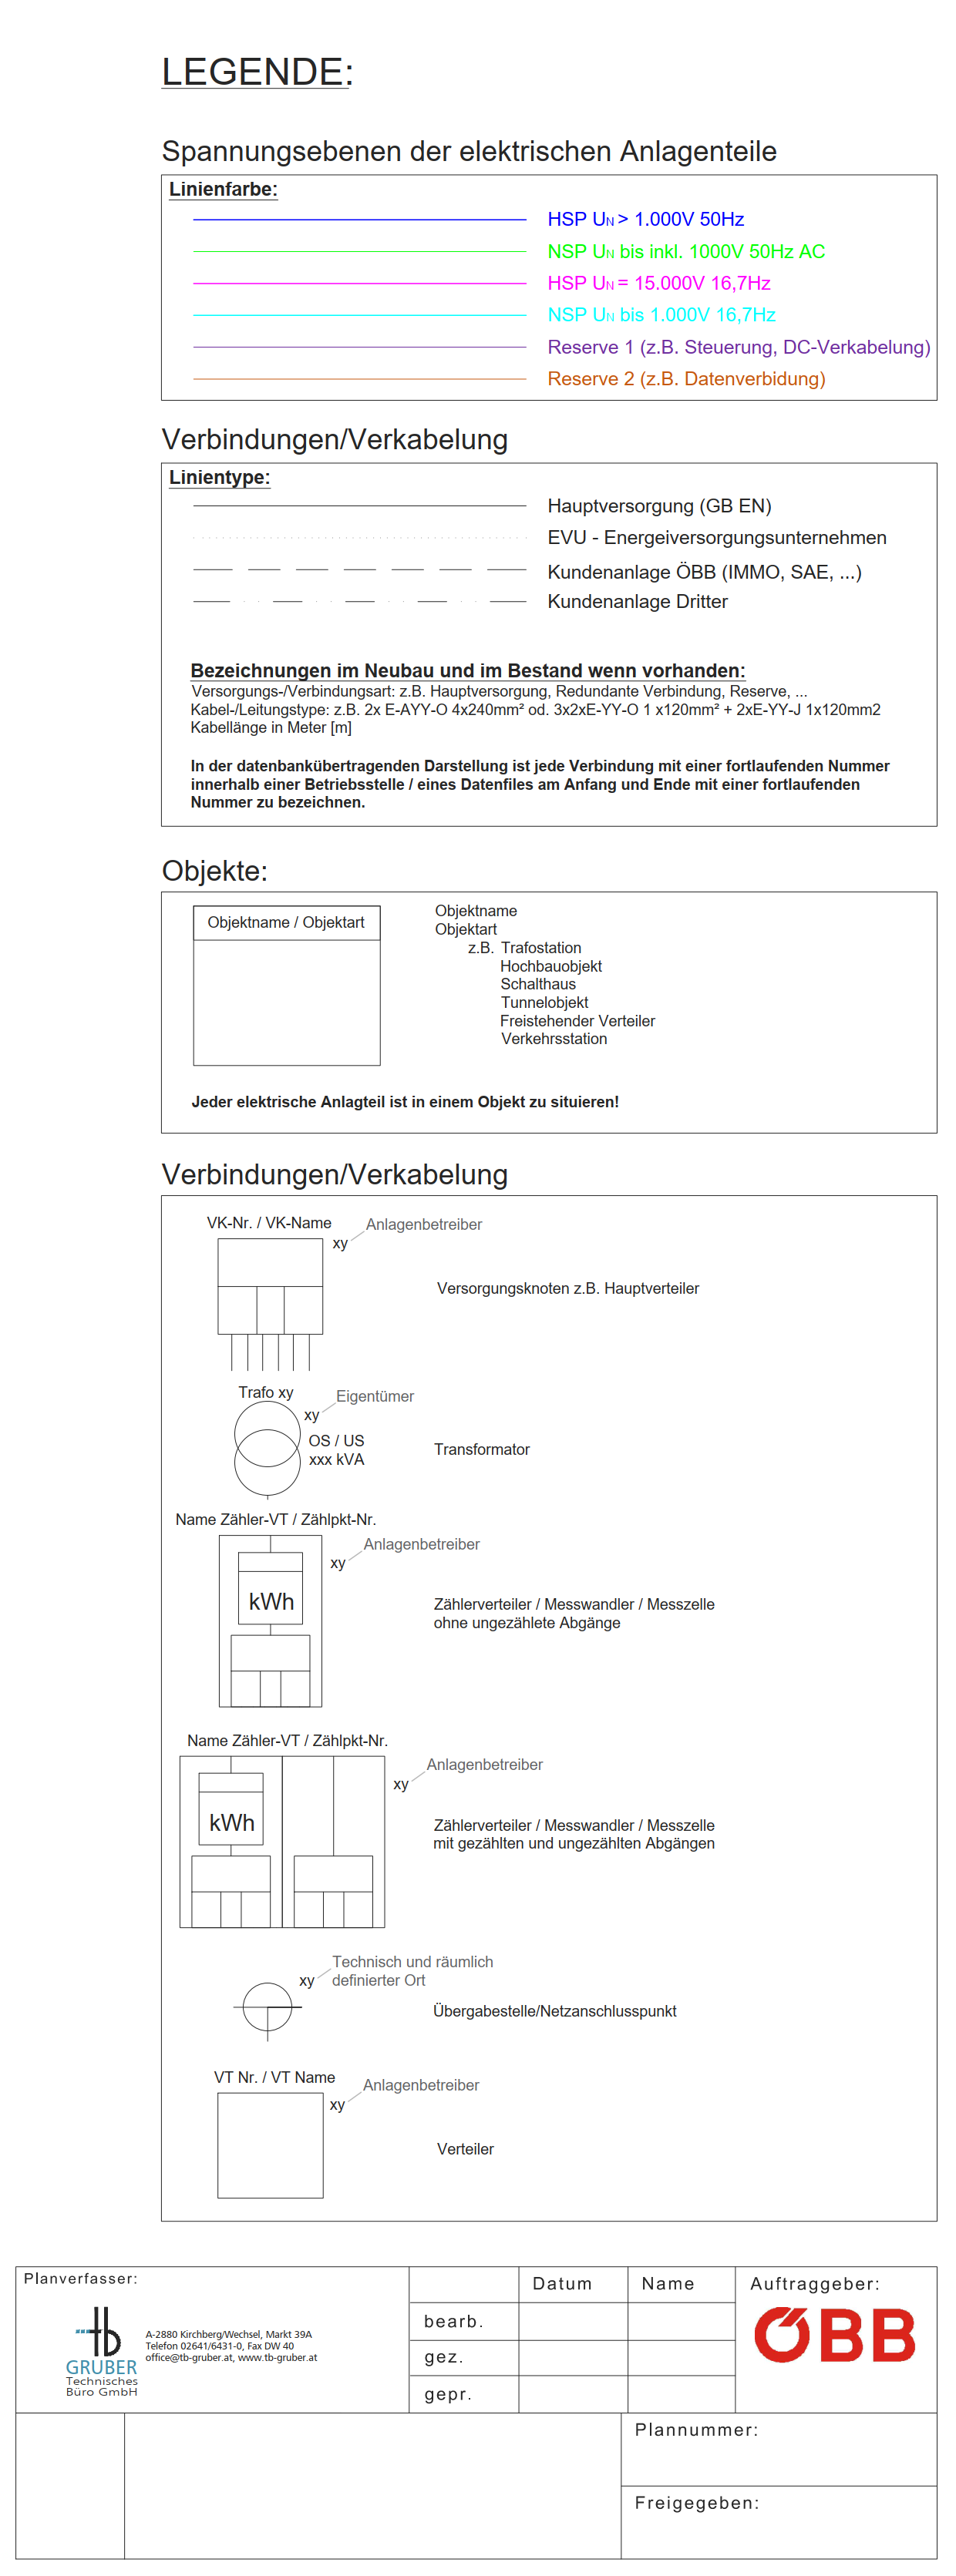 LEGENDE:
Spannungsebenen der elektrischen Anlagenteile
Linienfarbe:
HSP UN > 1.000V 50Hz
NSP UN bis inkl. 1000V 50Hz AC
HSP UN = 15.000V 16,7Hz
NSP UN bis 1.000V 16,7Hz
Reserve 1 (z.B. Steuerung, DC-Verkabelung)
Reserve 2 (z.B. Datenverbidung)
Verbindungen/Verkabelung
Linientype:
Hauptversorgung (GB EN)
EVU - Energeiversorgungsunternehmen
Kundenanlage ÖBB (IMMO, SAE, ...)
Kundenanlage Dritter
Bezeichnungen im Neubau und im Bestand wenn vorhanden:
Versorgungs-/Verbindungsart: z.B. Hauptversorgung, Redundante Verbindung, Reserve, ...
Kabel-/Leitungstype: z.B. 2x E-AYY-O 4x240mm² od. 3x2xE-YY-O 1 x120mm² + 2xE-YY-J 1x120mm2
Kabellänge in Meter [m]
In der datenbankübertragenden Darstellung ist jede Verbindung mit einer fortlaufenden Nummer
innerhalb einer Betriebsstelle / eines Datenfiles am Anfang und Ende mit einer fortlaufenden
Nummer zu bezeichnen.
Objekte:
Objektname / Objektart
Objektname
Objektart
z.B. Trafostation
Hochbauobjekt
Schalthaus
Tunnelobjekt
Freistehender Verteiler
Verkehrsstation
Jeder elektrische Anlagteil ist in einem Objekt zu situieren!
Verbindungen/Verkabelung
VK-Nr. / VK-Name
Anlagenbetreiber
xy
Versorgungsknoten z.B. Hauptverteiler
Trafo xy
Eigentümer
xy
OS / US
xxx kVA
Transformator
Name Zähler-VT / Zählpkt-Nr.
Anlagenbetreiber
xy
kWh
Zählerverteiler / Messwandler / Messzelle
ohne ungezählete Abgänge
Name Zähler-VT / Zählpkt-Nr.
Anlagenbetreiber
xy
kWh
Zählerverteiler / Messwandler / Messzelle
mit gezählten und ungezählten Abgängen
Technisch und räumlich
definierter Ort
xy
Übergabestelle/Netzanschlusspunkt
VT Nr. / VT Name
Anlagenbetreiber
xy
Verteiler
Planverfasser:
Datum
Name
Auftraggeber:
bearb.
gez.
gepr.
tb
GRUBER
Technisches
Büro GmbH
A-2880 Kirchberg/Wechsel, Markt 39A
Telefon 02641/6431-0, Fax DW 40
office@tb-gruber.at, www.tb-gruber.at
ÖBB
Plannummer:
Freigegeben: